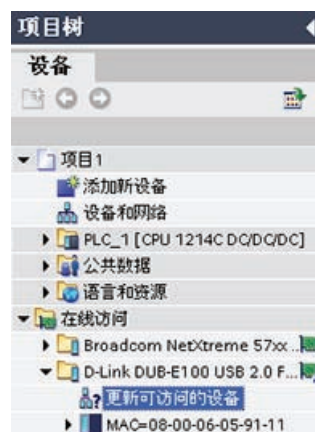 项目树
设备
项目1
添加新设备
设备和网络
PLC_1 [CPU 1214C DC/DC/DC]
公共数据
语言和资源
在线访问
Broadcom NetXtreme 57xx ...
D-Link DUB-E100 USB 2.0 F...
更新可访问的设备
MAC=08-00-06-05-91-11